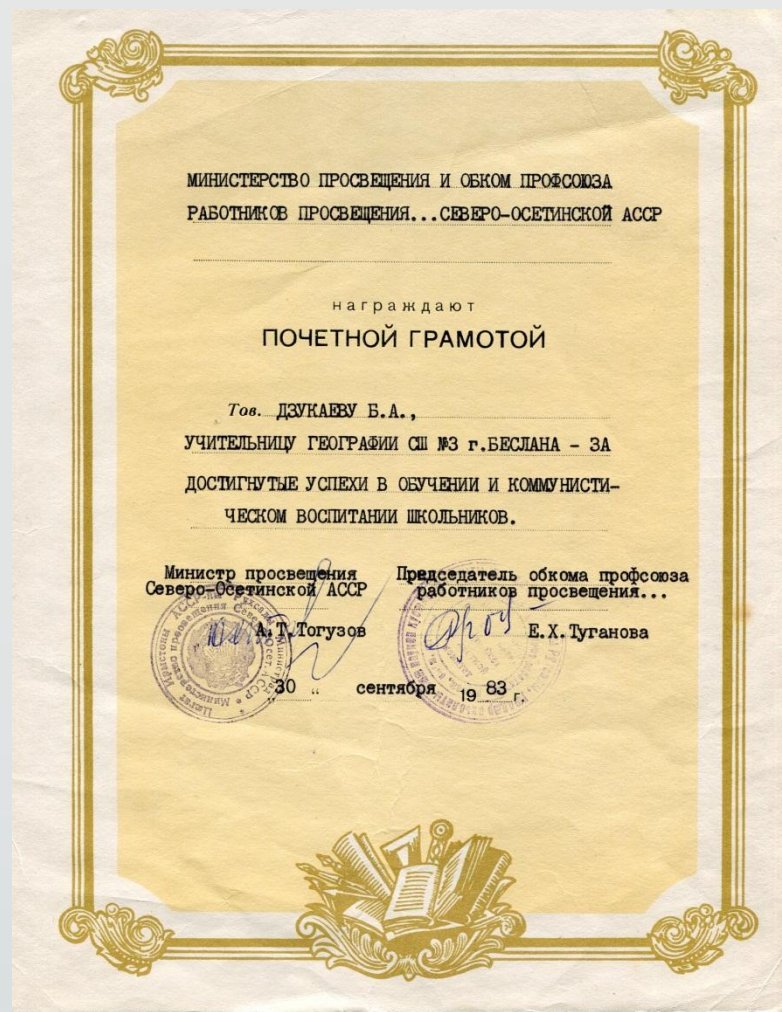 МИНИСТЕРСТВО ПРОСВЕЩЕНИЯ И ОБКОМ ПРОФСОЮЗА
РАБОТНИКОВ ПРОСВЕЩЕНИЯ...СЕВЕРО-ОСЕТИНСКОЙ АССР
награждают
ПОЧЕТНОЙ ГРАМОТОЙ
Тов. ДЗУКАЕВУ Б.А.,
УЧИТЕЛЬНИЦУ ГЕОГРАФИИ СШ №3 г.БЕСЛАНА - ЗА
ДОСТИГНУТЫЕ УСПЕХИ В ОБУЧЕНИИ И КОММУНИСТИ-
ЧЕСКОМ ВОСПИТАНИИ ШКОЛЬНИКОВ.
Министр просвещения
Северо-Осетинской АССР
А.Т.Тогузов
Председатель обкома профсоюза
работников просвещения...
Е.Х.Туганова
30 „ сентября 19 83 г.